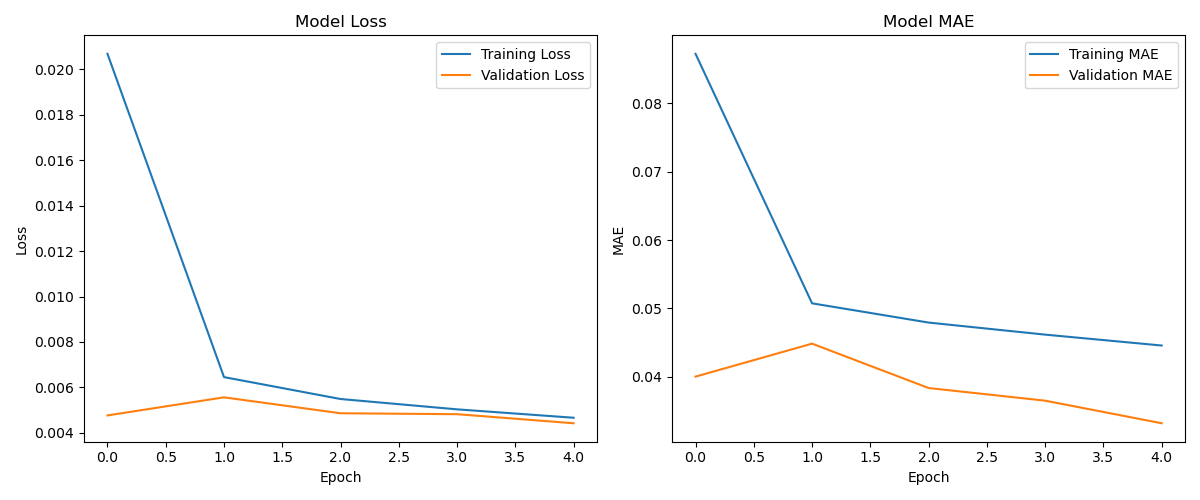 Model Loss
Training Loss
Validation Loss
0.020
0.018
0.016
0.014
0.012
0.010
0.008
0.006
0.004
Loss
0.0 0.5 1.0 1.5 2.0 2.5 3.0 3.5 4.0
Epoch
Model MAE
Training MAE
Validation MAE
0.08
0.07
0.06
0.05
0.04
MAE
0.0 0.5 1.0 1.5 2.0 2.5 3.0 3.5 4.0
Epoch